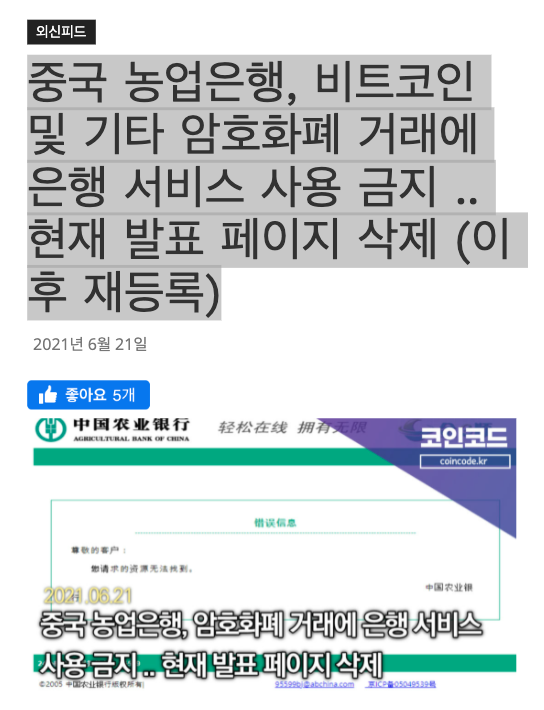 외신피드
중국 농업은행, 비트코인
및 기타 암호화폐 거래에
은행 서비스 사용 금지 ..
현재 발표 페이지 삭제 (이
후 재등록)
2021년 6월 21일
좋아요 5개
中国农业银行 轻松在线 拥有无限
AGRICULTURAL BANK OF CHINA
코인코드
coincode.kr
错误信息
尊敬的客户：
您请求的资源无法找到。
中国农业银
行
2021.06.21
중국 농업은행, 암호화폐 거래에 은행 서비스
사용 금지 .. 현재 발표 페이지 삭제
©2005 中国农业银行版权所有 95599bj@abchina.com 京ICP备05049539号